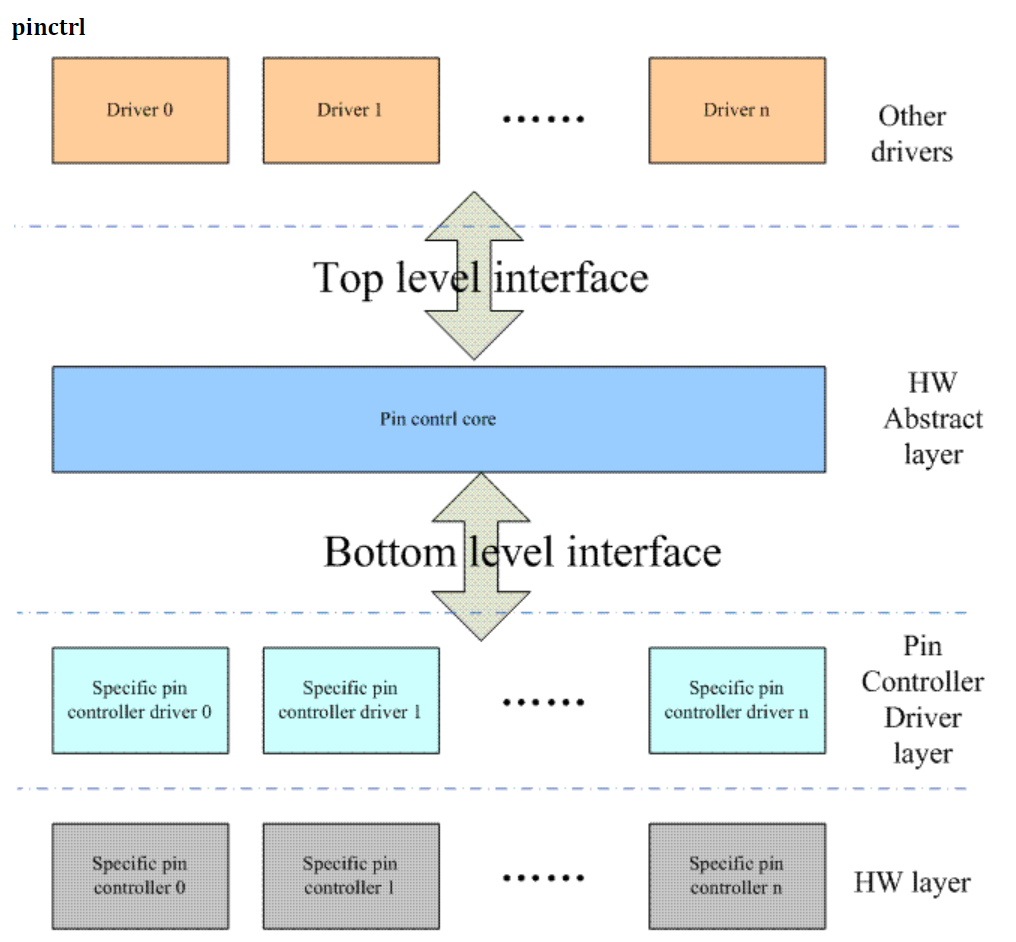 pinctrl
Driver 0
Driver 1
......
Driver n
Other
drivers
Top level interface
Pin contrl core
HW
Abstract
layer
Bottom level interface
Specific pin
controller driver 0
Specific pin
controller driver 1
......
Specific pin
controller driver n
Pin
Controller
Driver
layer
Specific pin
controller 0
Specific pin
controller 1
......
Specific pin
controller n
HW layer